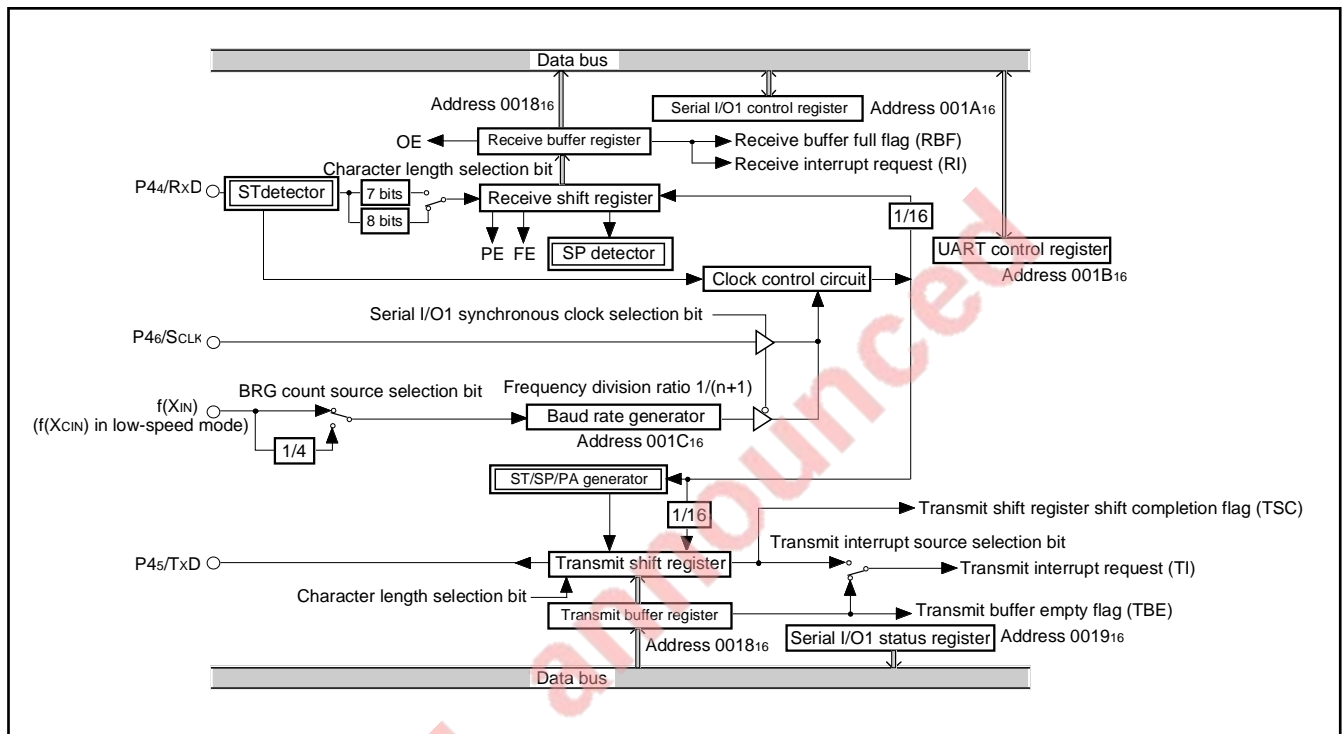 Data bus
Address 0018₁₆
Serial I/O1 control register
Address 001A₁₆
OE
Receive buffer register
Receive buffer full flag (RBF)
Receive interrupt request (RI)
Character length selection bit
P4₄/RxD
STdetector
7 bits
8 bits
Receive shift register
1/16
PE FE
SP detector
UART control register
Address 001B₁₆
Clock control circuit
Serial I/O1 synchronous clock selection bit
P4₆/SCLK
BRG count source selection bit
Frequency division ratio 1/(n+1)
f(XIN)
(f(XCIN) in low-speed mode)
Baud rate generator
Address 001C₁₆
1/4
ST/SP/PA generator
1/16
Transmit shift register shift completion flag (TSC)
Transmit interrupt source selection bit
P4₅/TxD
Transmit shift register
Transmit interrupt request (TI)
Character length selection bit
Transmit buffer register
Transmit buffer empty flag (TBE)
Address 0018₁₆
Serial I/O1 status register
Address 0019₁₆
Data bus
announced